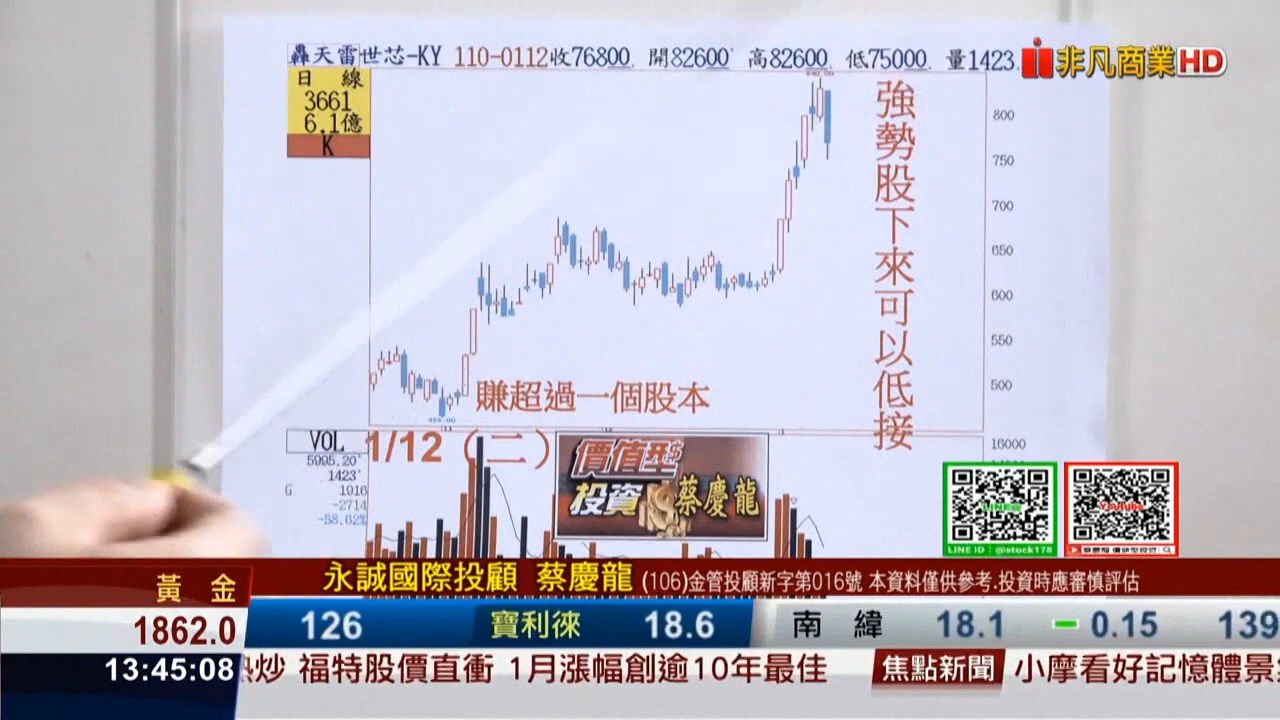 轟天雷世芯-KY 110-0112收76800 開82600 高82600 低75000 量1423
非凡商業HD
日 線
3661
6.1億
K
強勢股下來可以低接
800
750
700
650
600
550
500
賺超過一個股本
VOL
1/12（二）
5995.20
1423
G 1916
-2714
-58.62%
16000
價值型$
投資 蔡慶龍
LINE@
LINE ID：@stock178
Youtube
永誠國際投顧 蔡慶龍 (106)金管投顧新字第016號 本資料僅供參考.投資時應審慎評估
黃 金
1862.0
126 寶利徠 18.6 南 緯 18.1 0.15 139
13:45:08
熱炒 福特股價直衝 1月漲幅創逾10年最佳 焦點新聞 小摩看好記憶體景